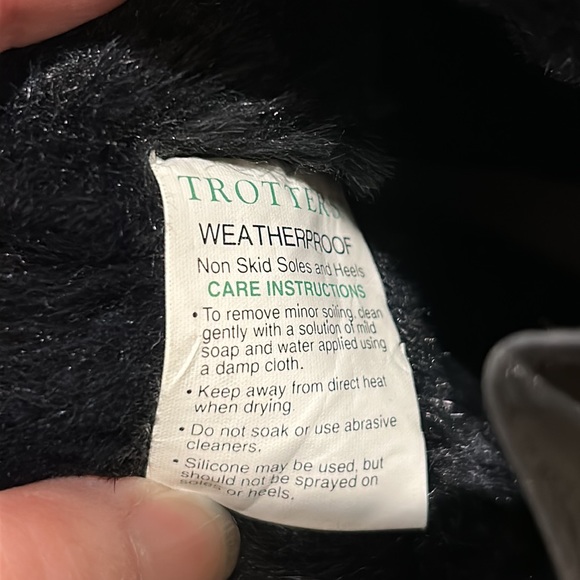 TROTTERS
WEATHERPROOF
Non Skid Soles and Heels
CARE INSTRUCTIONS
• To remove minor soiling, clean
gently with a solution of mild
soap and water applied using
a damp cloth.
• Keep away from direct heat
when drying
• Do not soak or use abrasive
cleaners.
• Silicone may be used, but
should not be sprayed on
soles or heels.